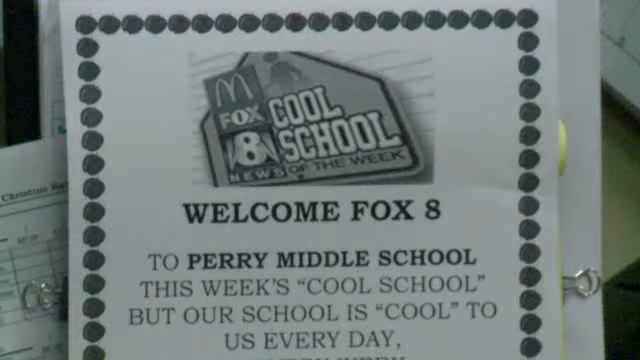 FOX
8
NEWS
COOL
SCHOOL
OF THE WEEK
WELCOME FOX 8
TO PERRY MIDDLE SCHOOL
THIS WEEK'S "COOL SCHOOL"
BUT OUR SCHOOL IS "COOL" TO
US EVERY DAY,
Christina